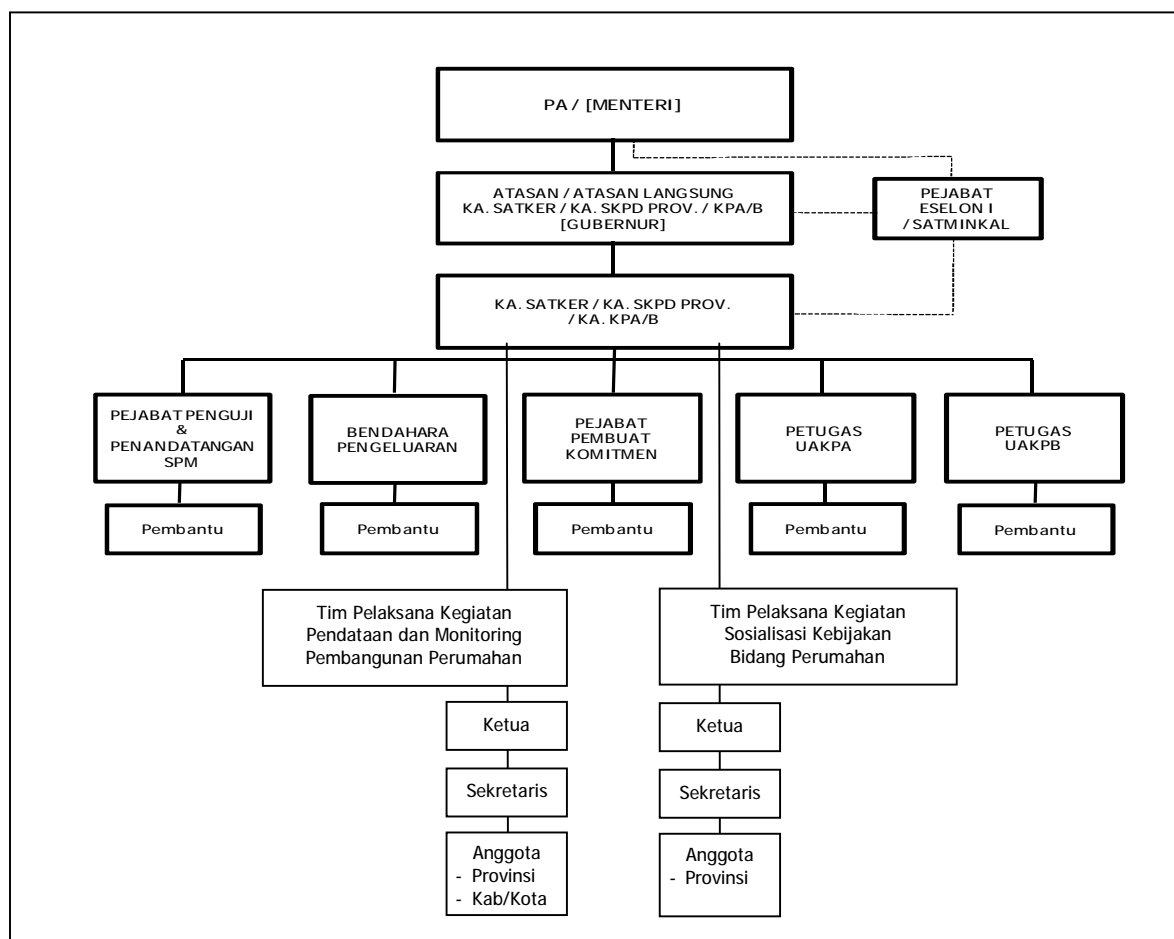 PA / [MENTERI]
ATASAN / ATASAN LANGSUNG
KA. SATKER / KA. SKPD PROV. / KPA/B
[GUBERNUR]
PEJABAT
ESELON I
/ SATMINKAL
KA. SATKER / KA. SKPD PROV.
/ KA. KPA/B
PEJABAT PENGUJI
&
PENANDATANGAN
SPM
BENDAHARA
PENGELUARAN
PEJABAT
PEMBUAT
KOMITMEN
PETUGAS
UAKPA
PETUGAS
UAKPB
Pembantu
Pembantu
Pembantu
Pembantu
Pembantu
Tim Pelaksana Kegiatan
Pendataan dan Monitoring
Pembangunan Perumahan
Tim Pelaksana Kegiatan
Sosialisasi Kebijakan
Bidang Perumahan
Ketua
Ketua
Sekretaris
Sekretaris
Anggota
- Provinsi
- Kab/Kota
Anggota
- Provinsi